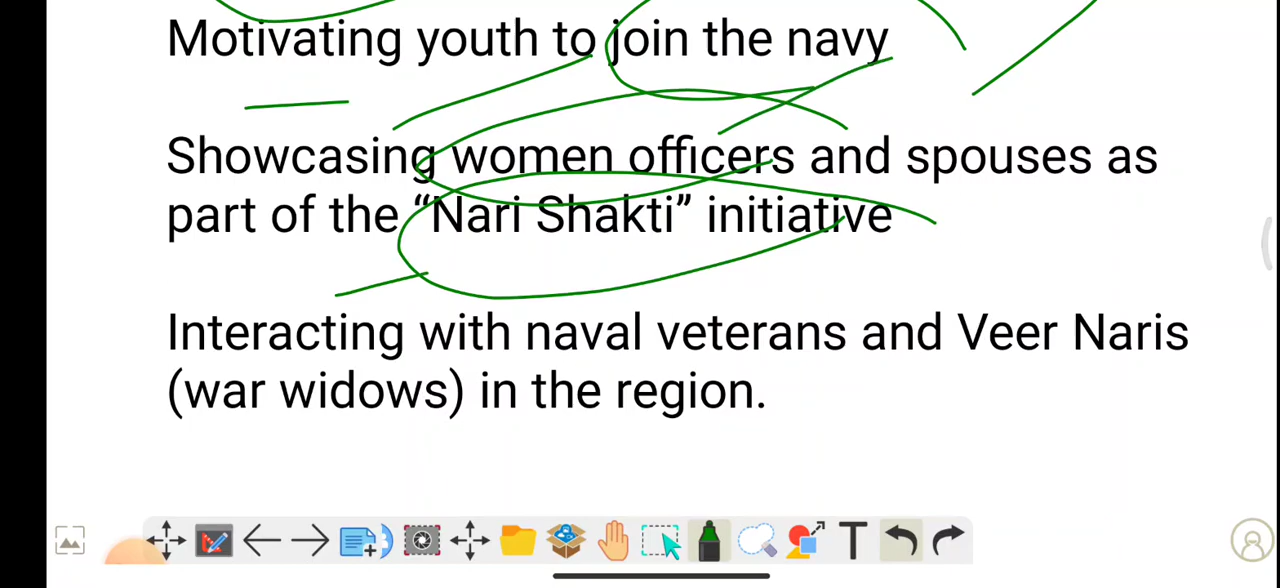 Motivating youth to join the navy
Showcasing women officers and spouses as
part of the “Nari Shakti” initiative
Interacting with naval veterans and Veer Naris
(war widows) in the region.
T